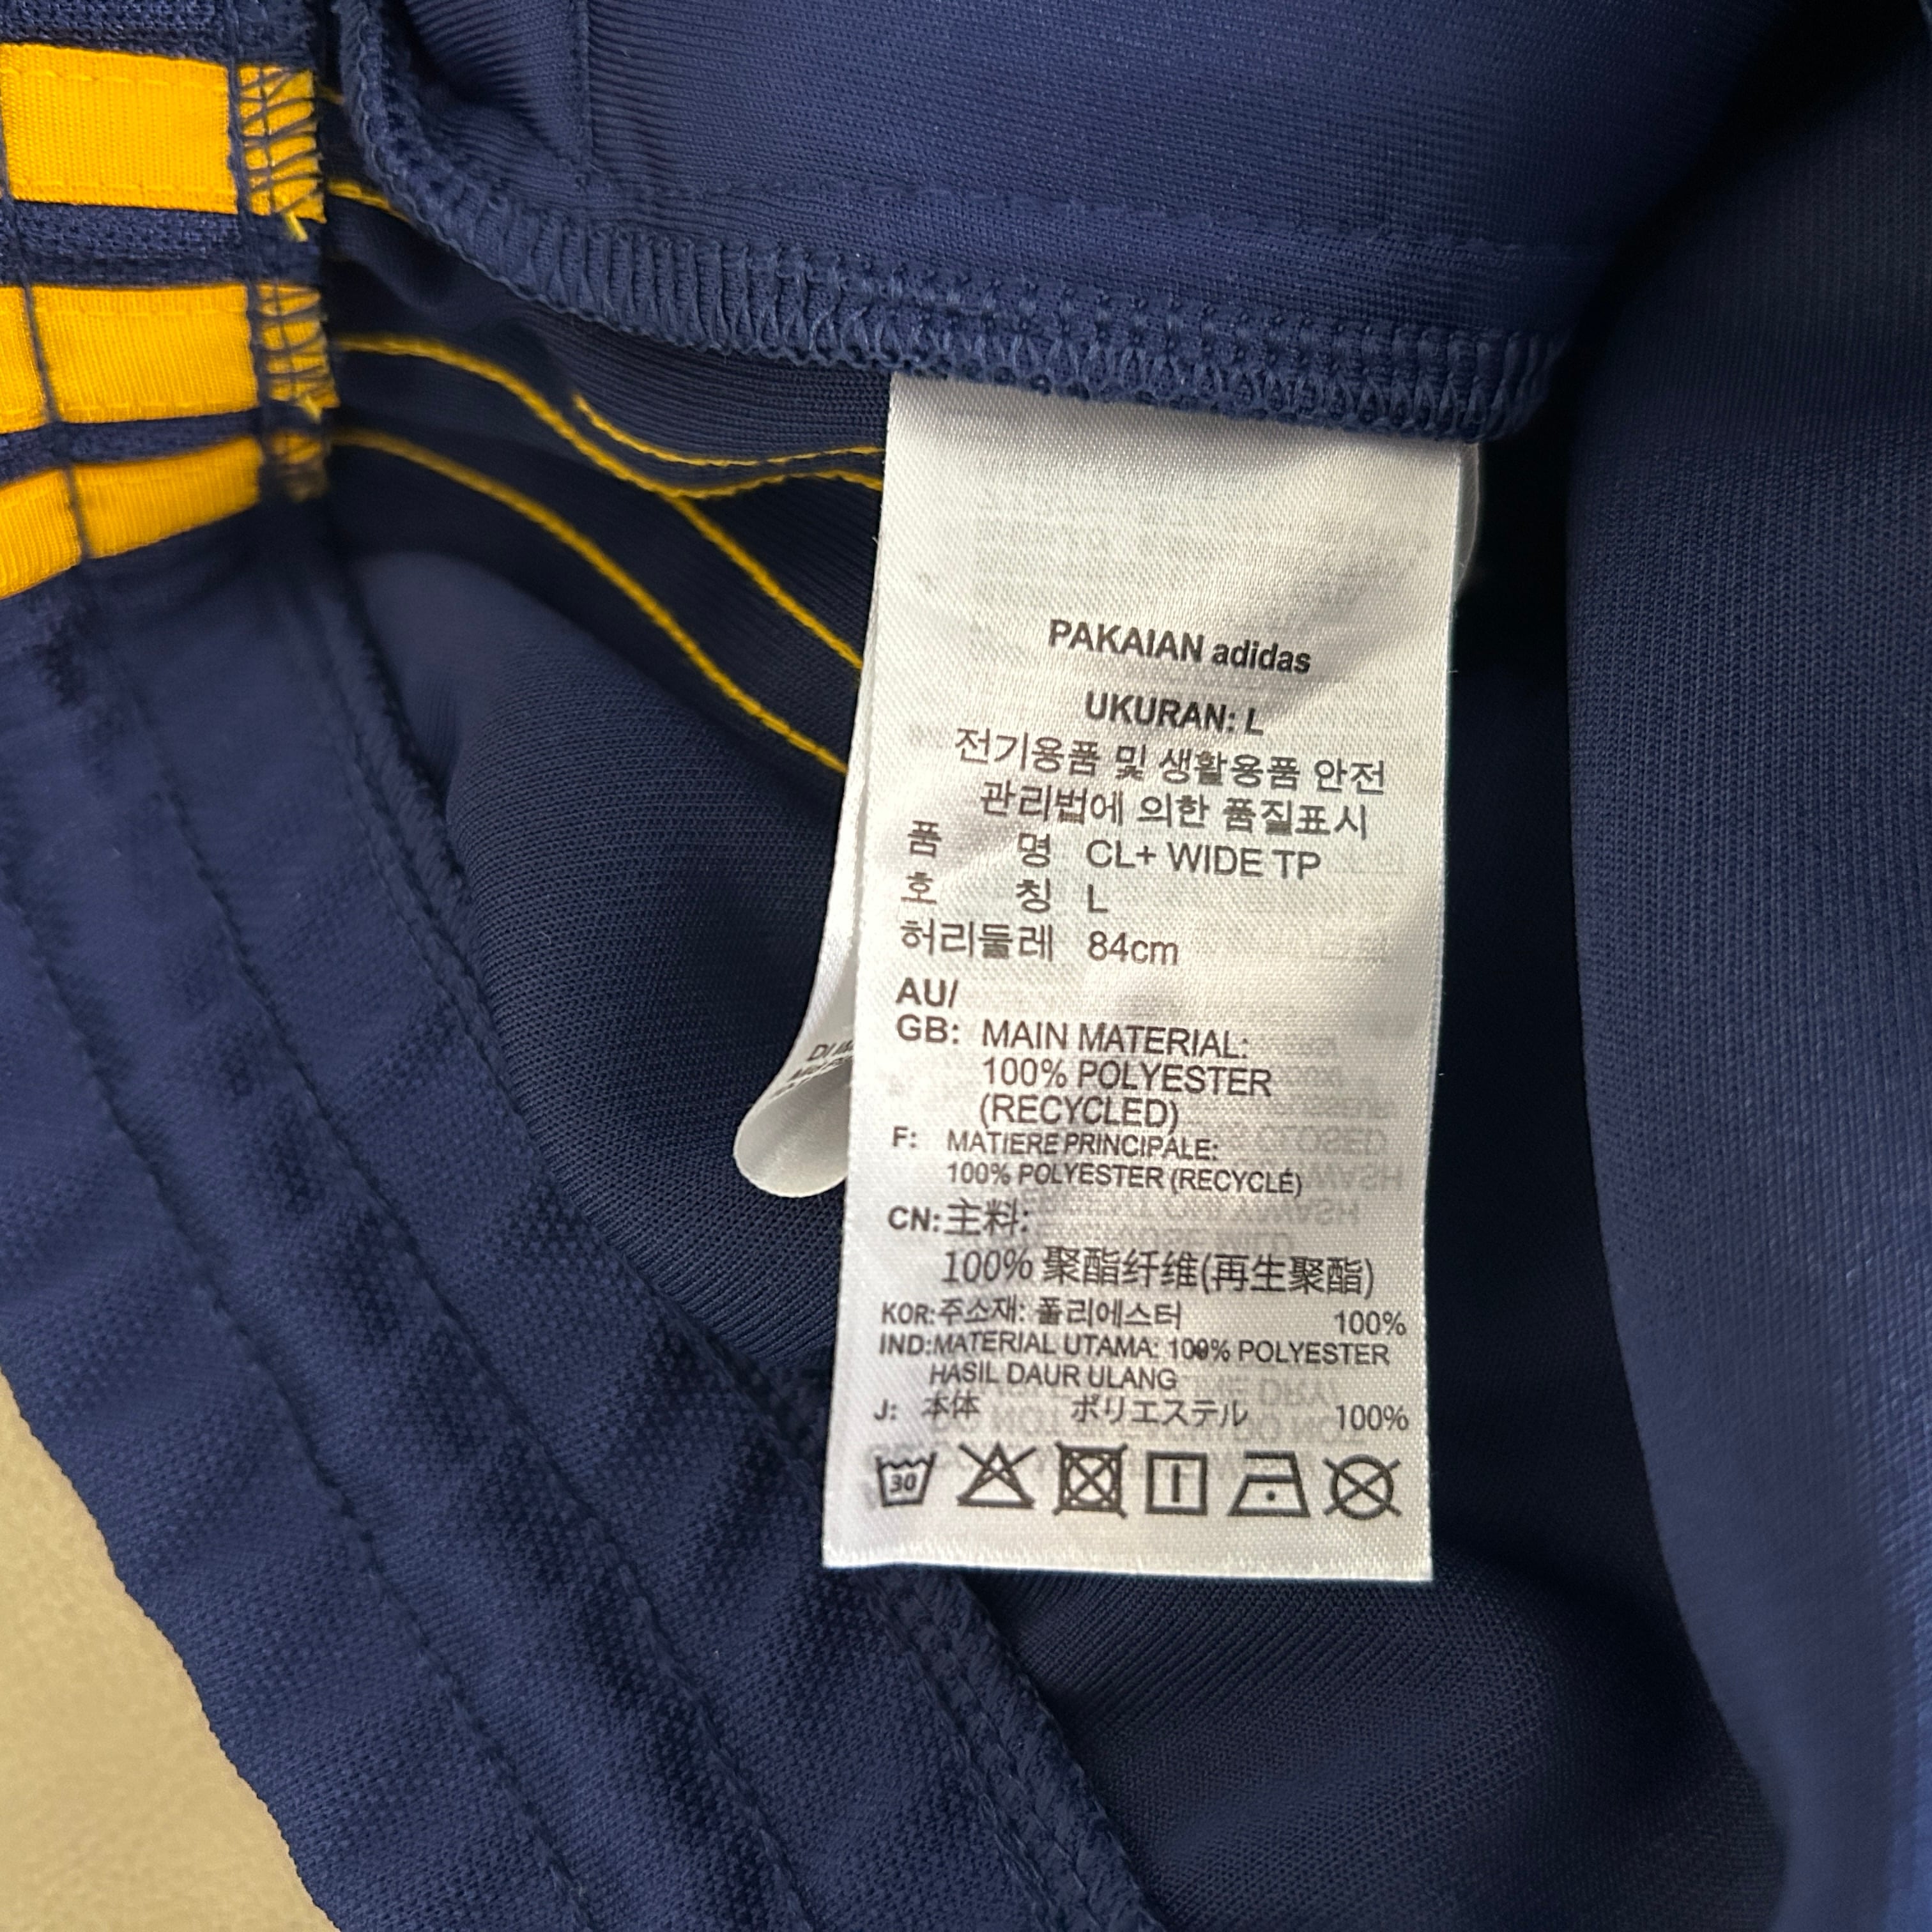 PAKAIAN adidas
UKURAN: L
전기용품 및 생활용품 안전
관리법에 의한 품질표시
품 명 CL+ WIDE TP
호 칭 L
허리둘레 84cm
AU/
GB: MAIN MATERIAL:
100% POLYESTER
(RECYCLED)
F: MATIERE PRINCIPALE:
100% POLYESTER (RECYCLÉ)
CN: 主料:
100% 聚酯纤维(再生聚酯)
KOR: 주소재: 폴리에스터 100%
IND: MATERIAL UTAMA: 100% POLYESTER
HASIL DAUR ULANG
J: 本体 ポリエステル 100%
30